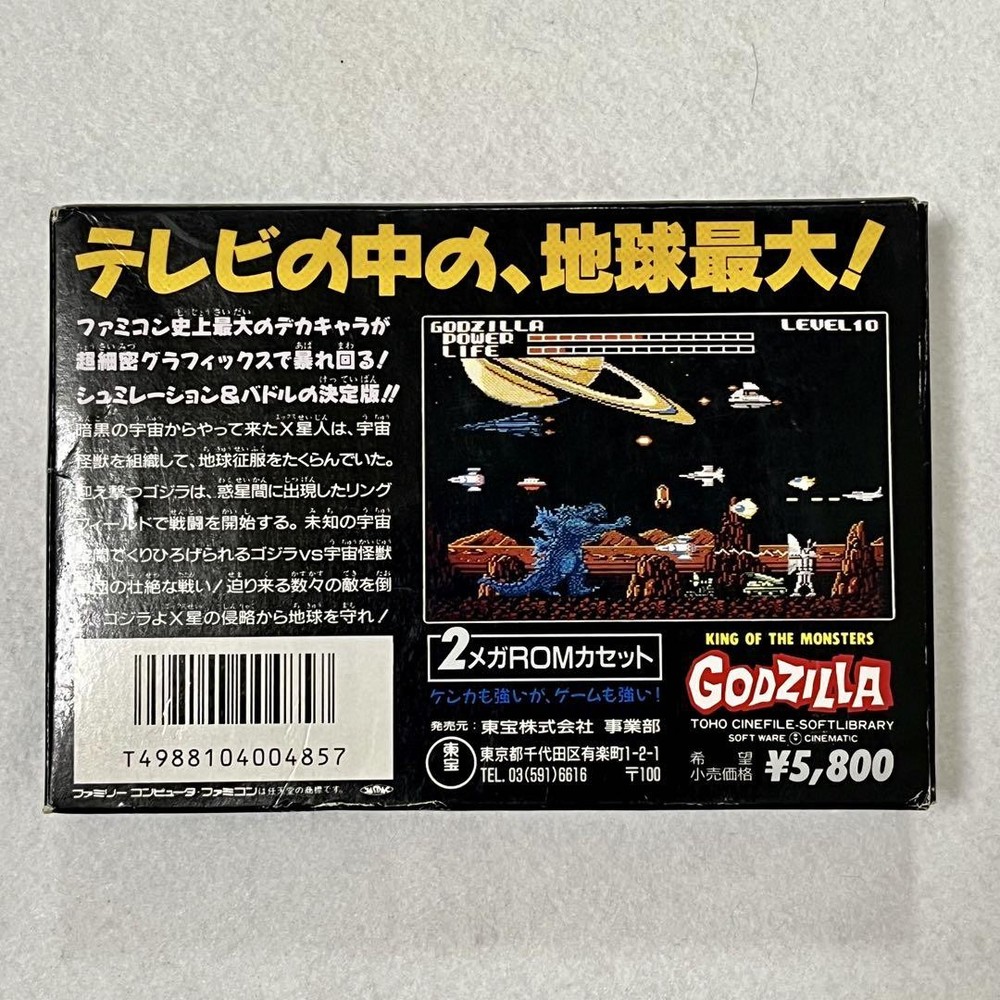 テレビの中の、地球最大!
ファミコン史上最大のデカキャラが
超細密グラフィックスで暴れ回る!
シュミレーション&バドルの決定版!!
暗黒の宇宙からやって来たX星人は、宇宙
怪獣を組織して、地球征服をたくらんでいた。
迎え撃つゴジラは、惑星間に出現したリング
フィールドで戦闘を開始する。未知の宇宙
空間でくりひろげられるゴジラvs宇宙怪獣
団の壮絶な戦い!迫り来る数々の敵を倒
ゴジラよX星の侵略から地球を守れ!
GODZILLA LEVEL10
POWER
LIFE
2メガROMカセット
ケンカも強いが、ゲームも強い!
発売元:東宝株式会社 事業部
東宝
東京都千代田区有楽町1-2-1
TEL.03(591)6616 〒100
KING OF THE MONSTERS
GODZILLA
TOHO CINEFILE-SOFTLIBRARY
SOFT WARE CINEMATIC
希望
小売価格 ¥5,800
T4988104004857
ファミリーコンピュータ・ファミコンは任天堂の商標です。